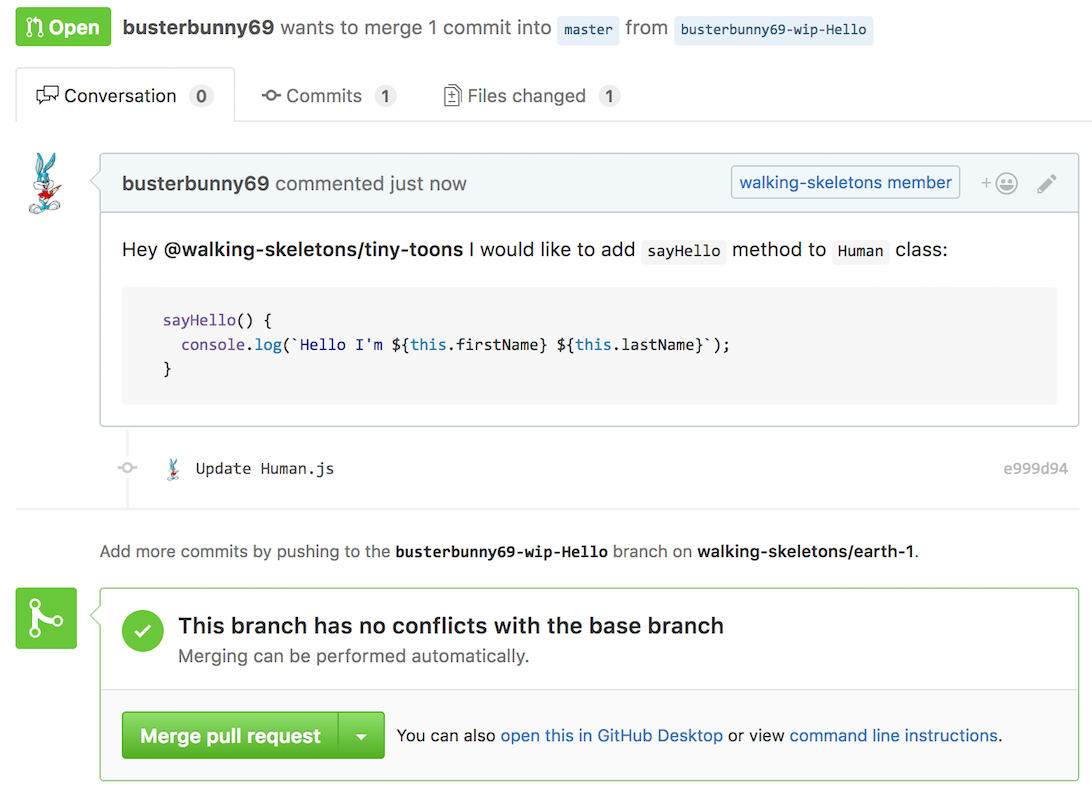 Open busterbunny69 wants to merge 1 commit into master from busterbunny69-wip-Hello
Conversation 0 Commits 1 Files changed 1
busterbunny69 commented just now walking-skeletons member +
Hey @walking-skeletons/tiny-toons I would like to add sayHello method to Human class:
sayHello() {
console.log(`Hello I'm ${this.firstName} ${this.lastName}`);
}
Update Human.js e999d94
Add more commits by pushing to the busterbunny69-wip-Hello branch on walking-skeletons/earth-1.
This branch has no conflicts with the base branch
Merging can be performed automatically.
Merge pull request You can also open this in GitHub Desktop or view command line instructions.